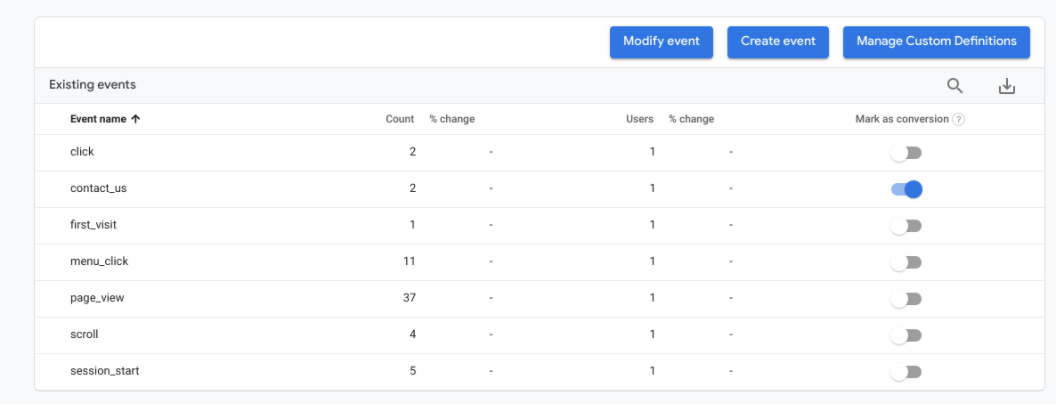 Modify event Create event Manage Custom Definitions
Existing events
Event name ↑ Count % change Users % change Mark as conversion ?
click 2 - 1 -
contact_us 2 - 1 -
first_visit 1 - 1 -
menu_click 11 - 1 -
page_view 37 - 1 -
scroll 4 - 1 -
session_start 5 - 1 -